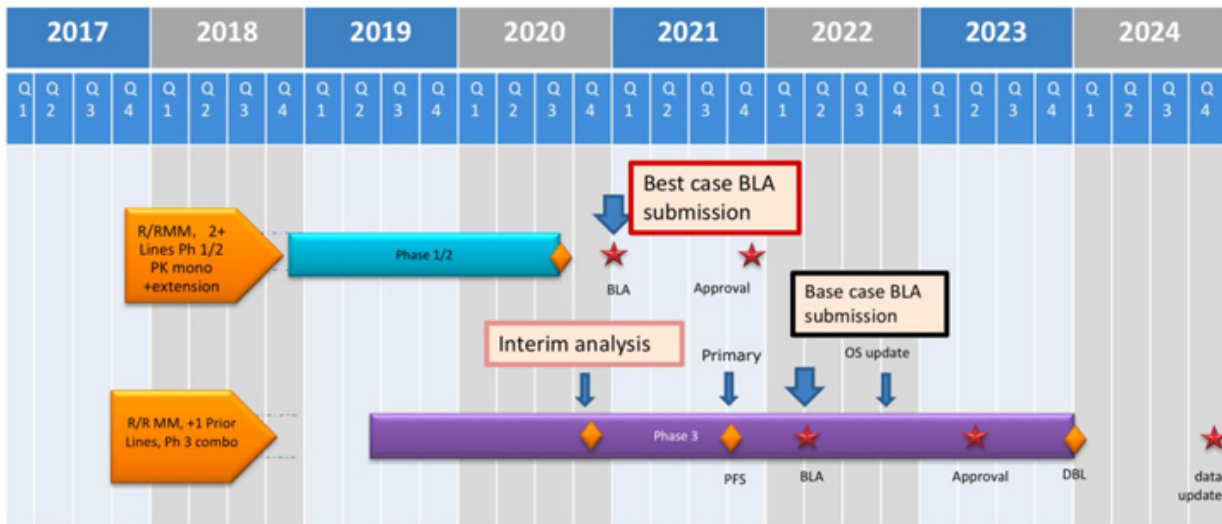 2017 2018 2019 2020 2021 2022 2023 2024
Q 1 Q 2 Q 3 Q 4 Q 1 Q 2 Q 3 Q 4 Q 1 Q 2 Q 3 Q 4 Q 1 Q 2 Q 3 Q 4 Q 1 Q 2 Q 3 Q 4 Q 1 Q 2 Q 3 Q 4 Q 1 Q 2 Q 3 Q 4 Q 1 Q 2 Q 3 Q 4
Best case BLA
submission
R/RMM, 2+
Lines Ph 1/2
PK mono
+extension
Phase 1/2
BLA
Approval
Base case BLA
submission
Interim analysis
Primary
OS update
R/R MM, +1 Prior
Lines, Ph 3 combo
Phase 3
PFS
BLA
Approval
DBL
data
update